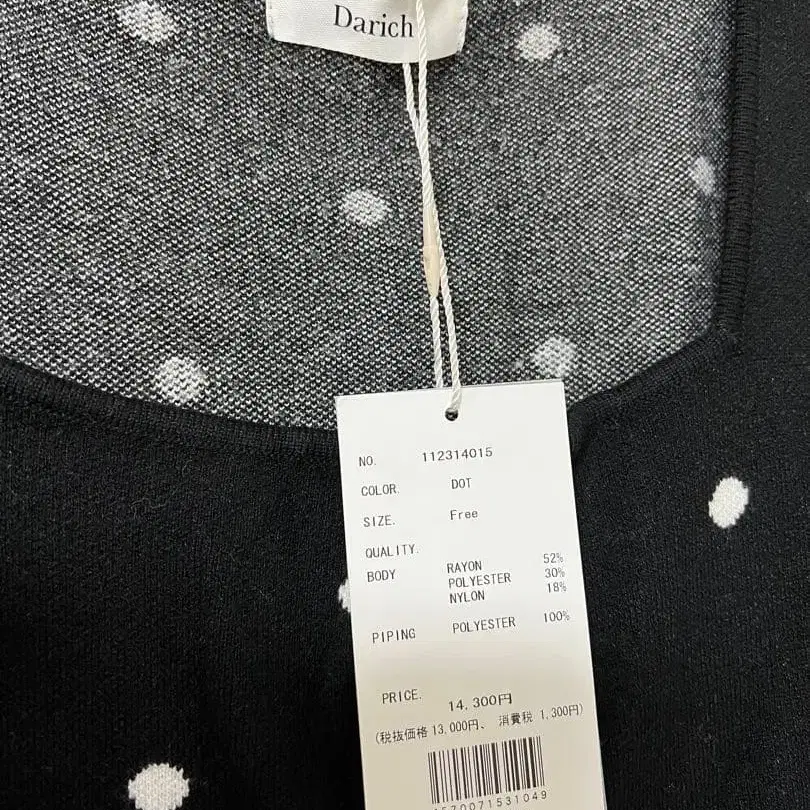 Darich
NO. 112314015
COLOR. DOT
SIZE. Free
QUALITY.
BODY RAYON 52%
POLYESTER 30%
NYLON 18%
PIPING POLYESTER 100%
PRICE. 14,300円
(税抜価格 13,000円、 消費税 1,300円)